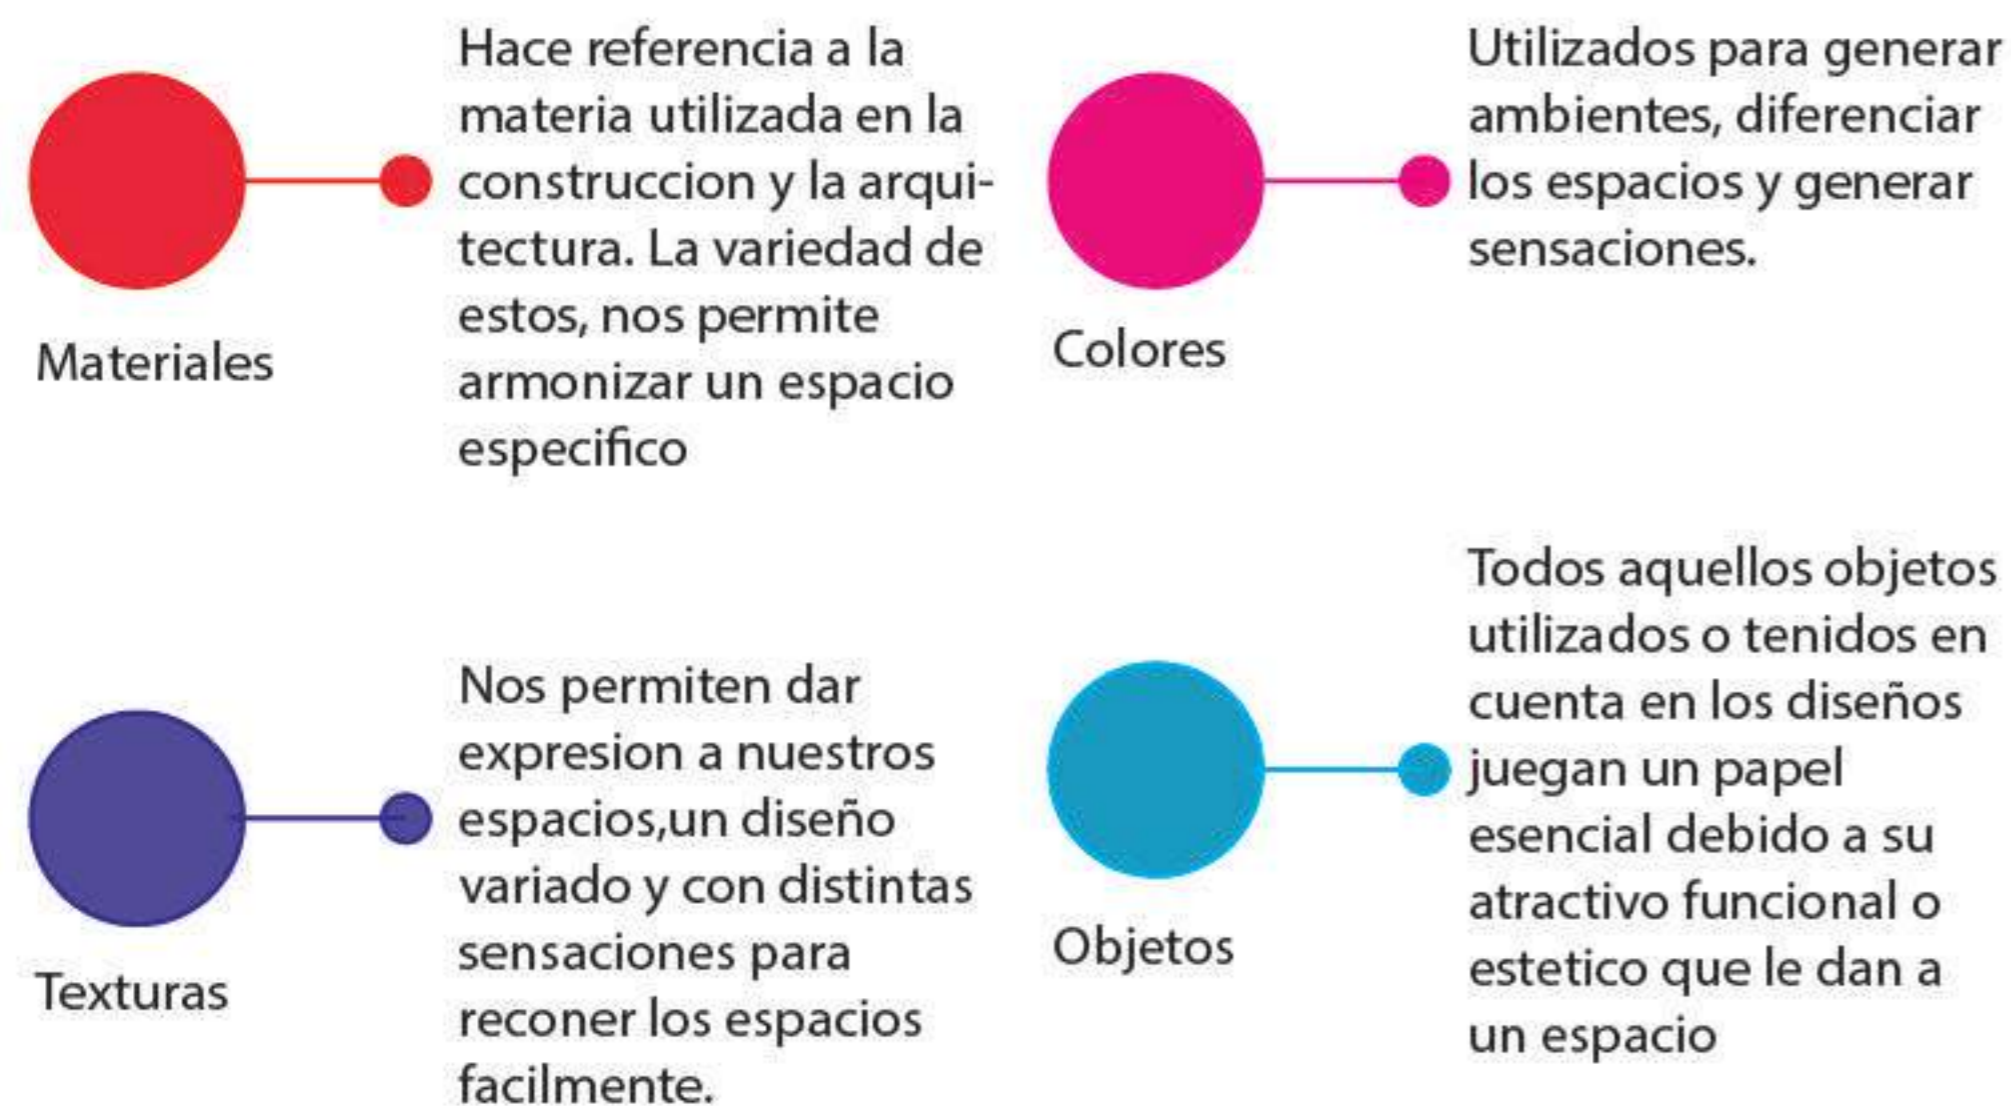 Materiales
Hace referencia a la
materia utilizada en la
construccion y la arqui-
tectura. La variedad de
estos, nos permite
armonizar un espacio
especifico
Colores
Utilizados para generar
ambientes, diferenciar
los espacios y generar
sensaciones.
Texturas
Nos permiten dar
expresion a nuestros
espacios,un diseño
variado y con distintas
sensaciones para
reconer los espacios
facilmente.
Objetos
Todos aquellos objetos
utilizados o tenidos en
cuenta en los diseños
juegan un papel
esencial debido a su
atractivo funcional o
estetico que le dan a
un espacio